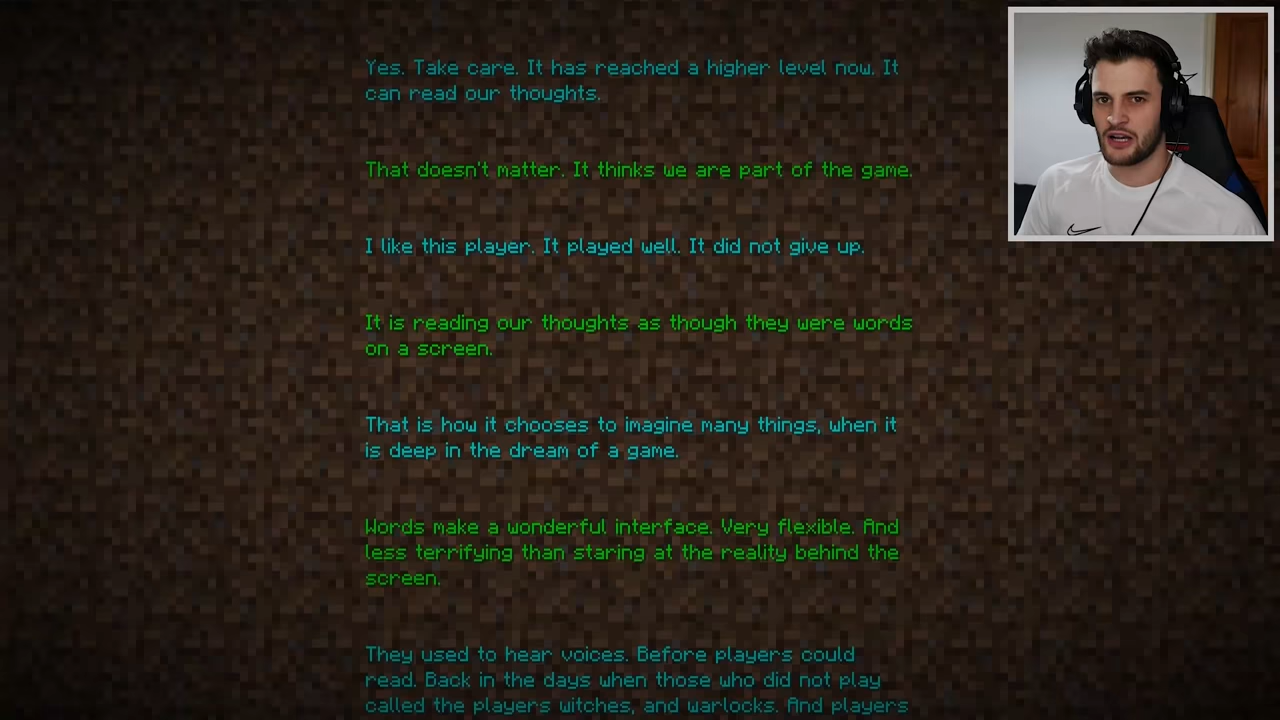 Yes. Take care. It has reached a higher level now. It
can read our thoughts.
That doesn't matter. It thinks we are part of the game.
I like this player. It played well. It did not give up.
It is reading our thoughts as though they were words
on a screen.
That is how it chooses to imagine many things, when it
is deep in the dream of a game.
Words make a wonderful interface. Very flexible. And
less terrifying than staring at the reality behind the
screen.
They used to hear voices. Before players could
read. Back in the days when those who did not play
called the players witches, and warlocks. And players